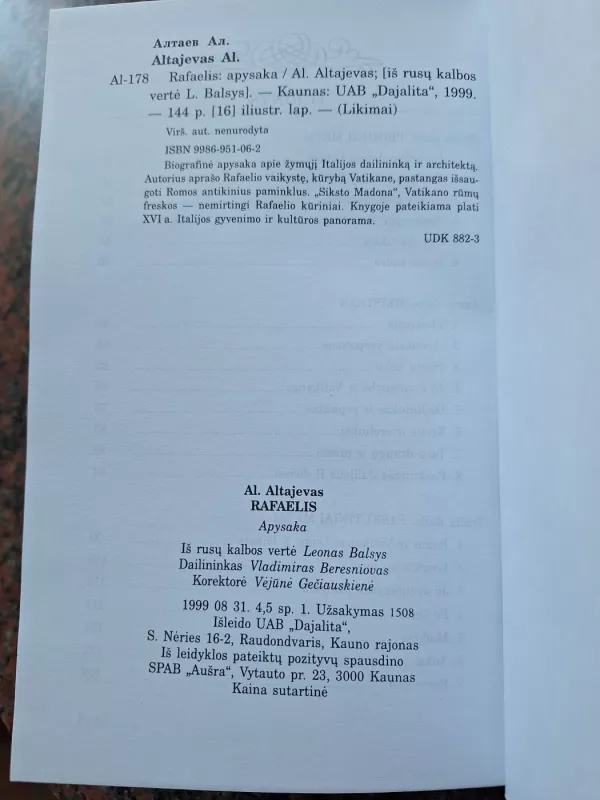 Алтаев Ал.
Altajevas Al.
Al-178 Rafaelis: apysaka / Al. Altajevas; [iš rusų kalbos
vertė L. Balsys]. — Kaunas: UAB „Dajalita“, 1999.
— 144 p. [16] iliustr. lap. — (Likimai)
Virš. aut. nenurodyta
ISBN 9986-951-06-2
Biografinė apysaka apie žymųjį Italijos dailininką ir architektą.
Autorius aprašo Rafaelio vaikystę, kūrybą Vatikane, pastangas išsau-
goti Romos antikinius paminklus. „Siksto Madona“, Vatikano rūmų
freskos — nemirtingi Rafaelio kūriniai. Knygoje pateikiama plati
XVI a. Italijos gyvenimo ir kultūros panorama.
UDK 882-3
Al. Altajevas
RAFAELIS
Apysaka
Iš rusų kalbos vertė Leonas Balsys
Dailininkas Vladimiras Beresniovas
Korektorė Vėjūnė Gečiauskienė
1999 08 31. 4,5 sp. l. Užsakymas 1508
Išleido UAB „Dajalita“,
S. Nėries 16-2, Raudondvaris, Kauno rajonas
Iš leidyklos pateiktų pozityvų spausdino
SPAB „Aušra“, Vytauto pr. 23, 3000 Kaunas
Kaina sutartinė